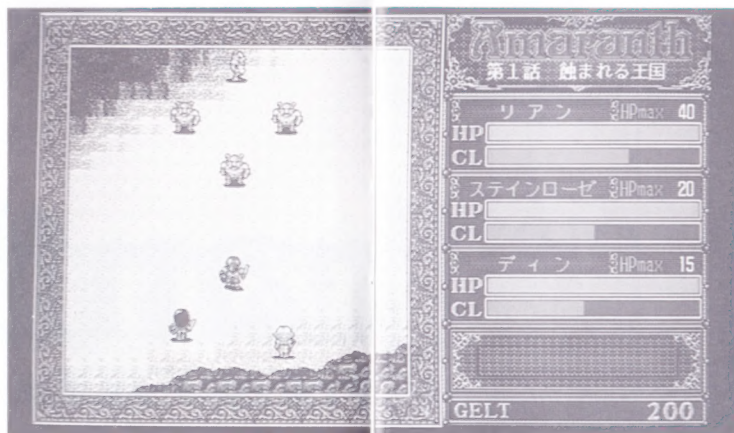 Amaranth
第1話 蝕まれる王国
リアン HPmax 40
HP
CL
ステインローゼ HPmax 20
HP
CL
ディン HPmax 15
HP
CL
GELT 200